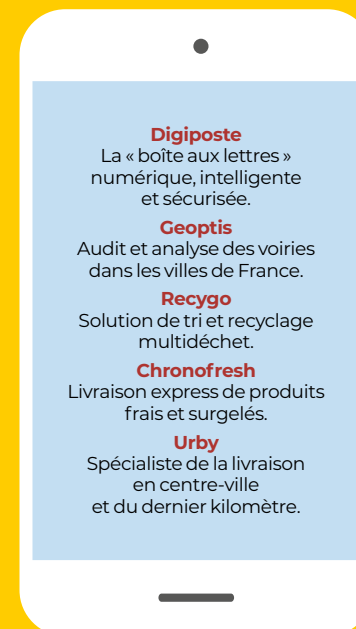 Digiposte
La « boîte aux lettres »
numérique, intelligente
et sécurisée.
Geoptis
Audit et analyse des voiries
dans les villes de France.
Recygo
Solution de tri et recyclage
multidéchet.
Chronofresh
Livraison express de produits
frais et surgelés.
Urby
Spécialiste de la livraison
en centre-ville
et du dernier kilomètre.